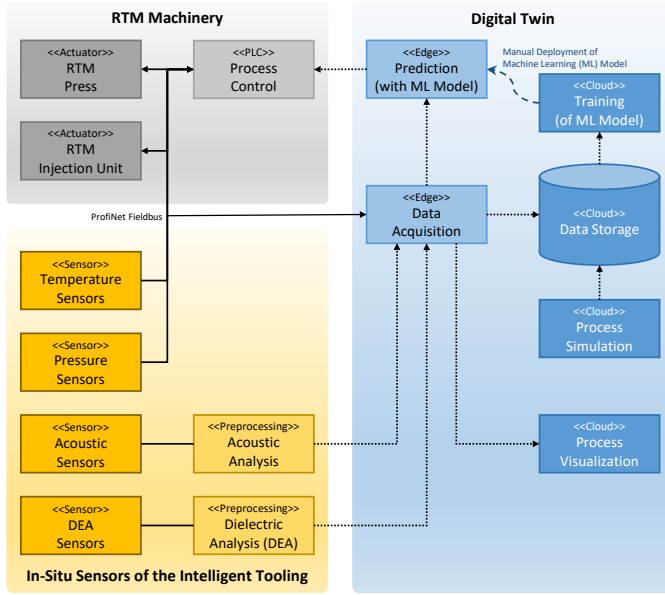 RTM Machinery
<<Actuator>>
RTM
Press
<<PLC>>
Process
Control
<<Actuator>>
RTM
Injection Unit
ProfiNet Fieldbus
<<Sensor>>
Temperature
Sensors
<<Sensor>>
Pressure
Sensors
<<Sensor>>
Acoustic
Sensors
<<Preprocessing>>
Acoustic
Analysis
<<Sensor>>
DEA
Sensors
<<Preprocessing>>
Dielectric
Analysis (DEA)
In-Situ Sensors of the Intelligent Tooling
Digital Twin
<<Edge>>
Prediction
(with ML Model)
Manual Deployment of
Machine Learning (ML) Model
<<Cloud>>
Training
(of ML Model)
<<Edge>>
Data
Acquisition
<<Cloud>>
Data Storage
<<Cloud>>
Process
Simulation
<<Cloud>>
Process
Visualization